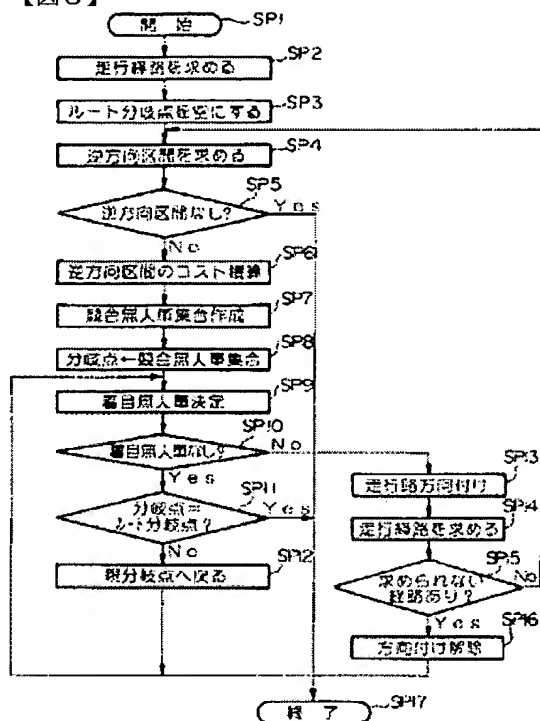 【図6】
開 始
SP1
走行経路を求める
SP2
ルート分岐点を空にする
SP3
逆方向区間を求める
SP4
逆方向区間なし?
SP5
Yes
No
逆方向区間のコスト積算
SP6
競合無人車集合作成
SP7
分岐点←競合無人車集合
SP8
着目無人車決定
SP9
着目無人車なし?
SP10
No
Yes
走行路方向付け
SP13
分岐点=
ルート分岐点?
SP11
Yes
No
走行経路を求める
SP14
親分岐点へ戻る
SP12
求められない
経路あり?
SP15
No
Yes
方向付け解除
SP16
終 了
SP17